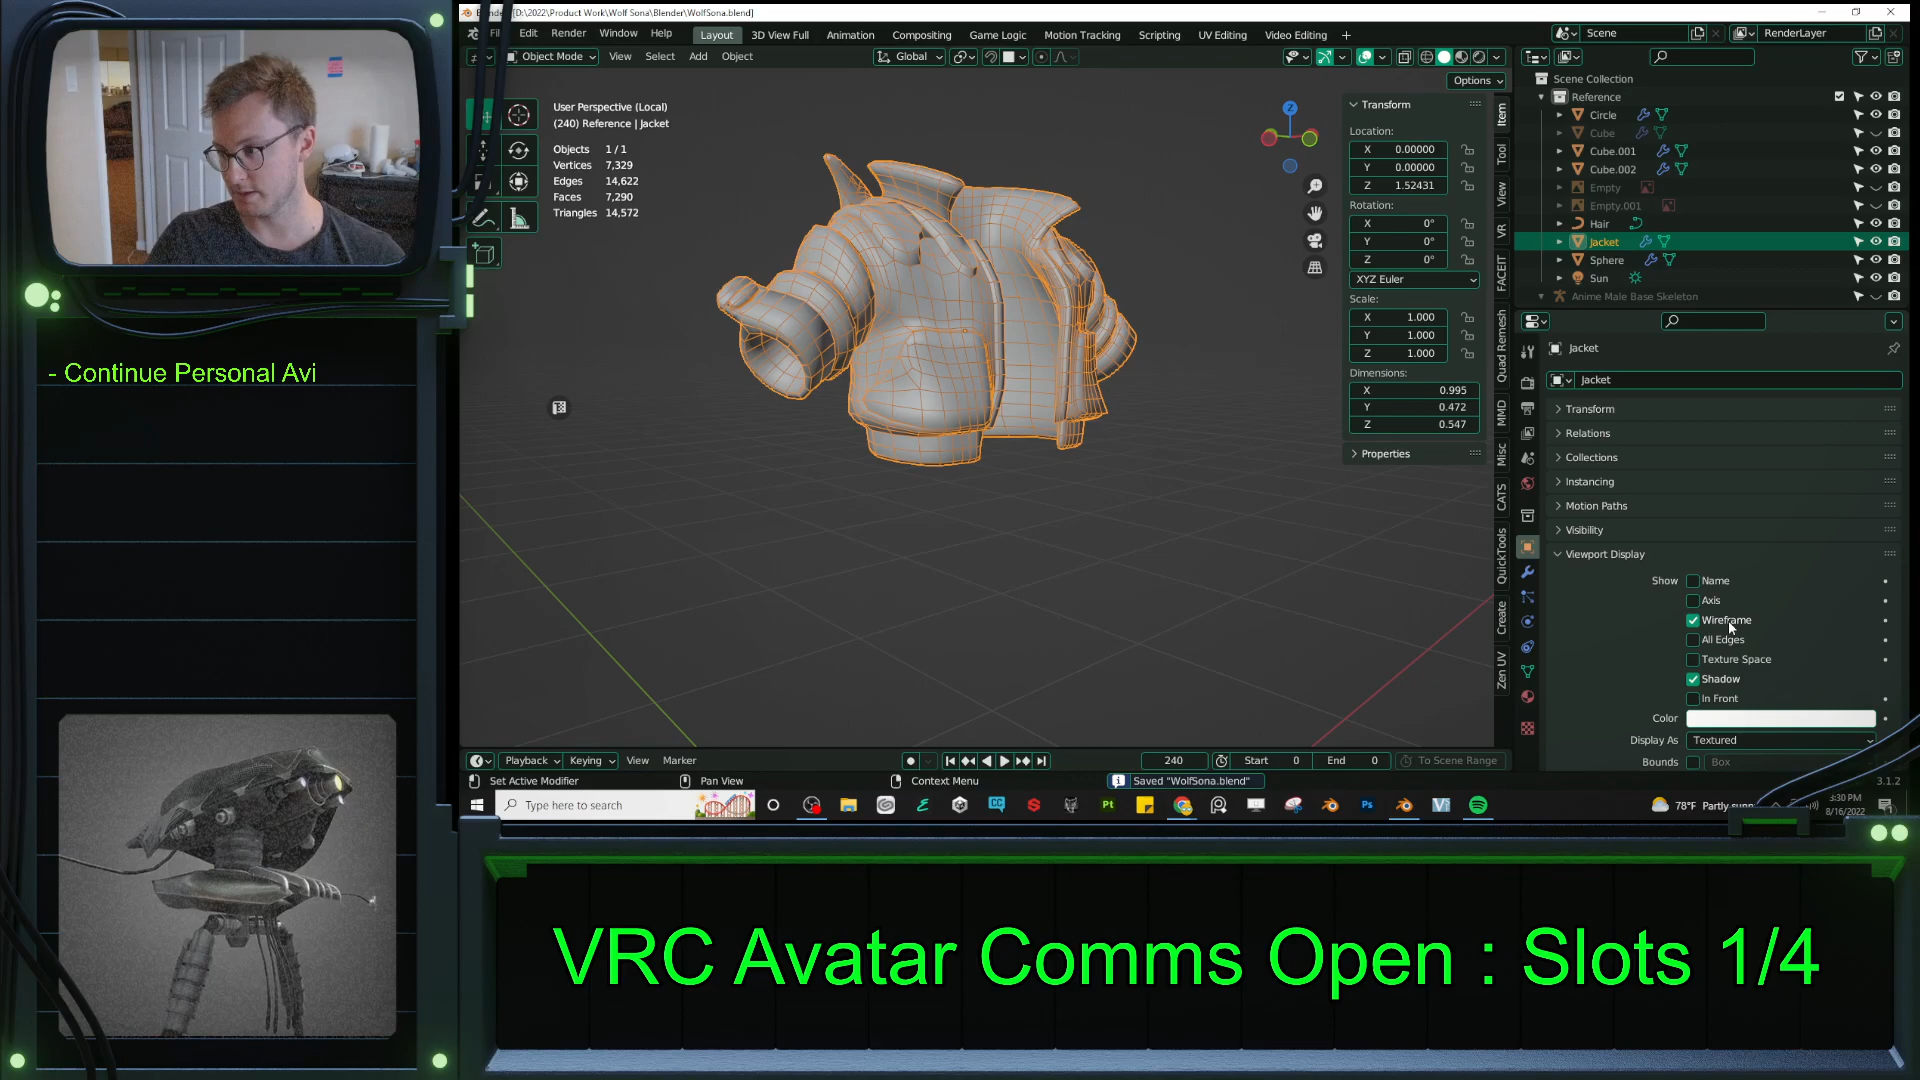 Blender [D:\2022\Product Work\Wolf Sona\Blender\WolfSona.blend]
Edit Render Window Help Layout 3D View Full Animation Compositing Game Logic Motion Tracking Scripting UV Editing Video Editing +
Scene RenderLayer
Object Mode View Select Add Object Global
Options
User Perspective (Local)
(240) Reference | Jacket
Objects 1 / 1
Vertices 7,329
Edges 14,622
Faces 7,290
Triangles 14,572
Transform
Location:
X 0.00000
Y 0.00000
Z 1.52431
Rotation:
X 0°
Y 0°
Z 0°
XYZ Euler
Scale:
X 1.000
Y 1.000
Z 1.000
Dimensions:
X 0.995
Y 0.472
Z 0.547
Properties
Z
Item
Tool
View
VR
FACEIT
Quad Remesh
MMD
Misc
CATS
QuickTools
Create
Zen UV
Scene Collection
Reference
Circle
Cube
Cube.001
Cube.002
Empty
Empty.001
Hair
Jacket
Sphere
Sun
Anime Male Base Skeleton
Jacket
Jacket
Transform
Relations
Collections
Instancing
Motion Paths
Visibility
Viewport Display
Show Name
Axis
Wireframe
All Edges
Texture Space
Shadow
In Front
Color
Display As Textured
Bounds Box
Playback Keying View Marker 240 Start 0 End 0 To Scene Range
Set Active Modifier Pan View Context Menu Saved "WolfSona.blend" 3.1.2
Type here to search
CC
Pt
Ps
78°F
3:30 PM
8/16/2022
- Continue Personal Avi
VRC Avatar Comms Open : Slots 1/4